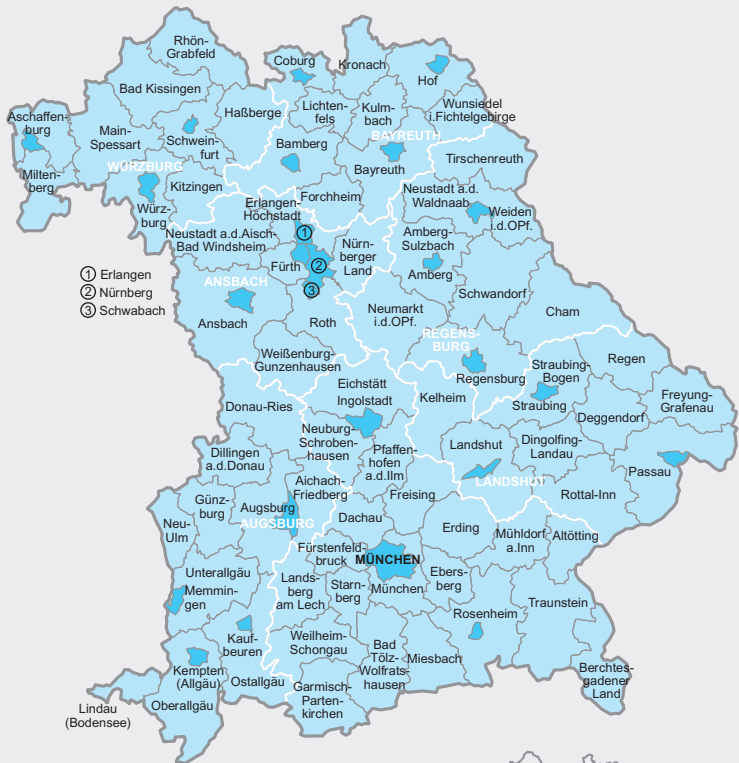 Rhön-
Grabfeld
Coburg
Kronach
Hof
Bad Kissingen
Lichten-
fels
Kulm-
bach
Wunsiedel
i.Fichtelgebirge
Haßberge
Aschaffen-
burg
Main-
Spessart
Schwein-
furt
Bamberg
BAYREUTH
Bayreuth
Tirschenreuth
WÜRZBURG
Milten-
berg
Kitzingen
Würz-
burg
Forchheim
Erlangen-
Höchstadt
Neustadt a.d.
Waldnaab
Weiden
i.d.OPf.
Neustadt a.d.Aisch-
Bad Windsheim
1
2
3
Fürth
Nürn-
berger
Land
Amberg-
Sulzbach
Amberg
1 Erlangen
2 Nürnberg
3 Schwabach
ANSBACH
Ansbach
Roth
Neumarkt
i.d.OPf.
Schwandorf
Cham
REGENS-
BURG
Regensburg
Weißenburg-
Gunzenhausen
Eichstätt
Ingolstadt
Kelheim
Straubing-
Bogen
Straubing
Regen
Freyung-
Grafenau
Deggendorf
Donau-Ries
Neuburg-
Schroben-
hausen
Pfaffen-
hofen
a.d.Ilm
Landshut
LANDSHUT
Dingolfing-
Landau
Passau
Rottal-Inn
Dillingen
a.d.Donau
Aichach-
Friedberg
Freising
Günz-
burg
Augsburg
AUGSBURG
Dachau
Erding
Mühldorf
a.Inn
Altötting
Neu-
Ulm
Fürstenfeld-
bruck
MÜNCHEN
München
Ebers-
berg
Unterallgäu
Memmin-
gen
Lands-
berg
am Lech
Starn-
berg
Rosenheim
Traunstein
Kauf-
beuren
Weilheim-
Schongau
Bad
Tölz-
Wolfrats-
hausen
Miesbach
Berchtes-
gadener
Land
Kempten
(Allgäu)
Ostallgäu
Garmisch-
Parten-
kirchen
Lindau
(Bodensee)
Oberallgäu